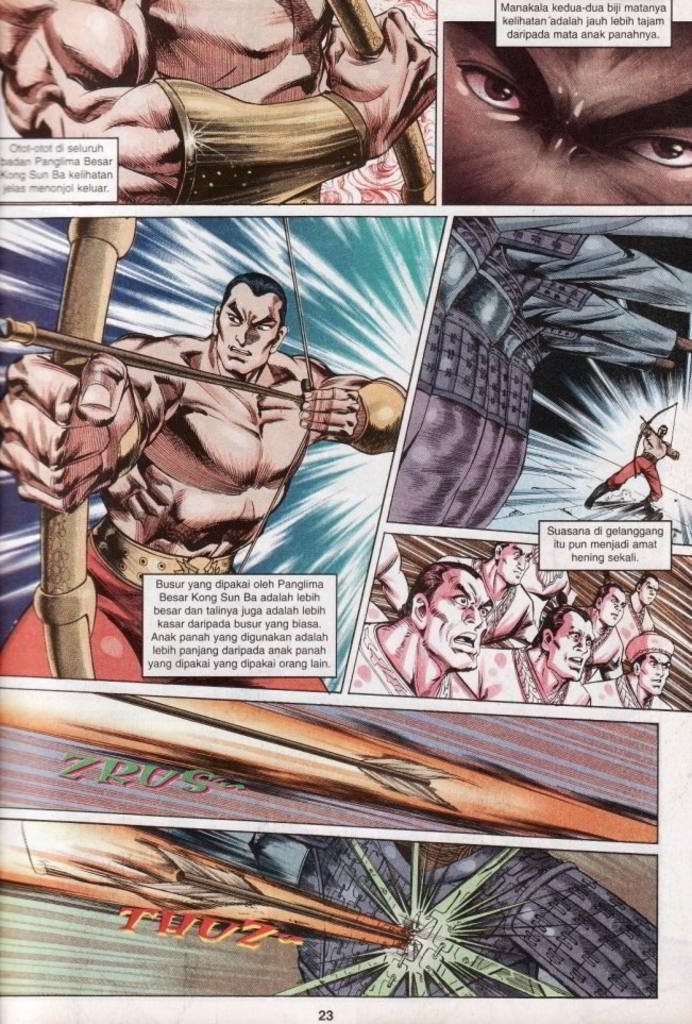 Otot-otot di seluruh
badan Panglima Besar
Kong Sun Ba kelihatan
jelas menonjol keluar.
Manakala kedua-dua biji matanya
kelihatan adalah jauh lebih tajam
daripada mata anak panahnya.
Busur yang dipakai oleh Panglima
Besar Kong Sun Ba adalah lebih
besar dan talinya juga adalah lebih
kasar daripada busur yang biasa.
Anak panah yang digunakan adalah
lebih panjang daripada anak panah
yang dipakai yang dipakai orang lain.
Suasana di gelanggang
itu pun menjadi amat
hening sekali.
ZRUS~
THUZ~
23